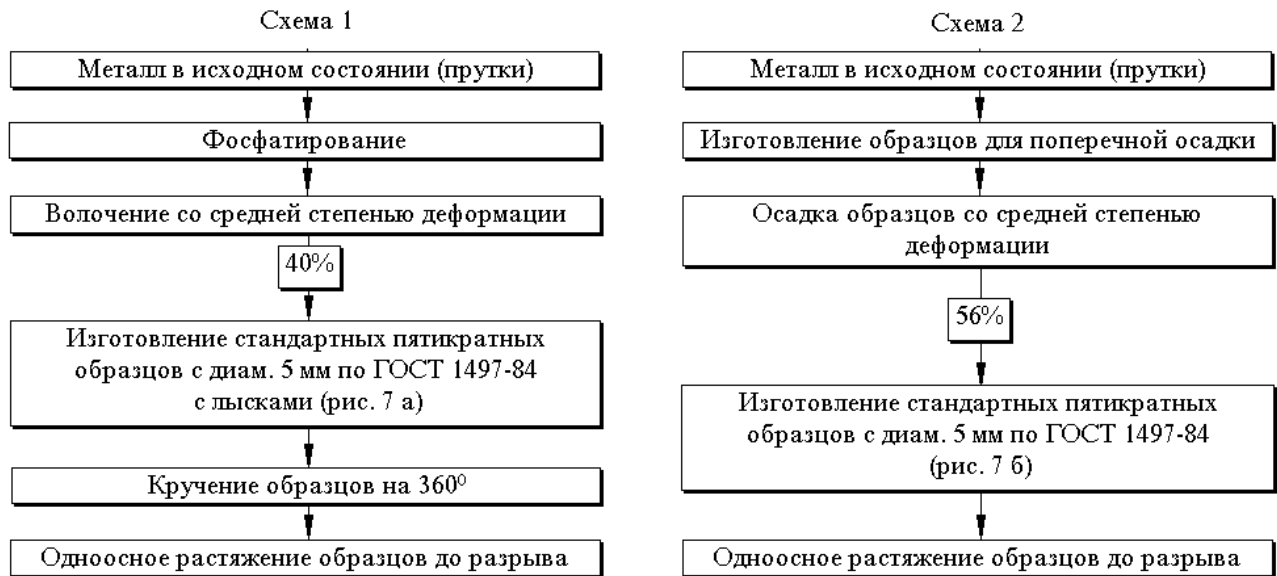 Схема 1
Металл в исходном состоянии (прутки)
Фосфатирование
Волочение со средней степенью деформации
40%
Изготовление стандартных пятикратных
образцов с диам. 5 мм по ГОСТ 1497-84
с лысками (рис. 7 а)
Кручение образцов на 360⁰
Одноосное растяжение образцов до разрыва
Схема 2
Металл в исходном состоянии (прутки)
Изготовление образцов для поперечной осадки
Осадка образцов со средней степенью
деформации
56%
Изготовление стандартных пятикратных
образцов с диам. 5 мм по ГОСТ 1497-84
(рис. 7 б)
Одноосное растяжение образцов до разрыва